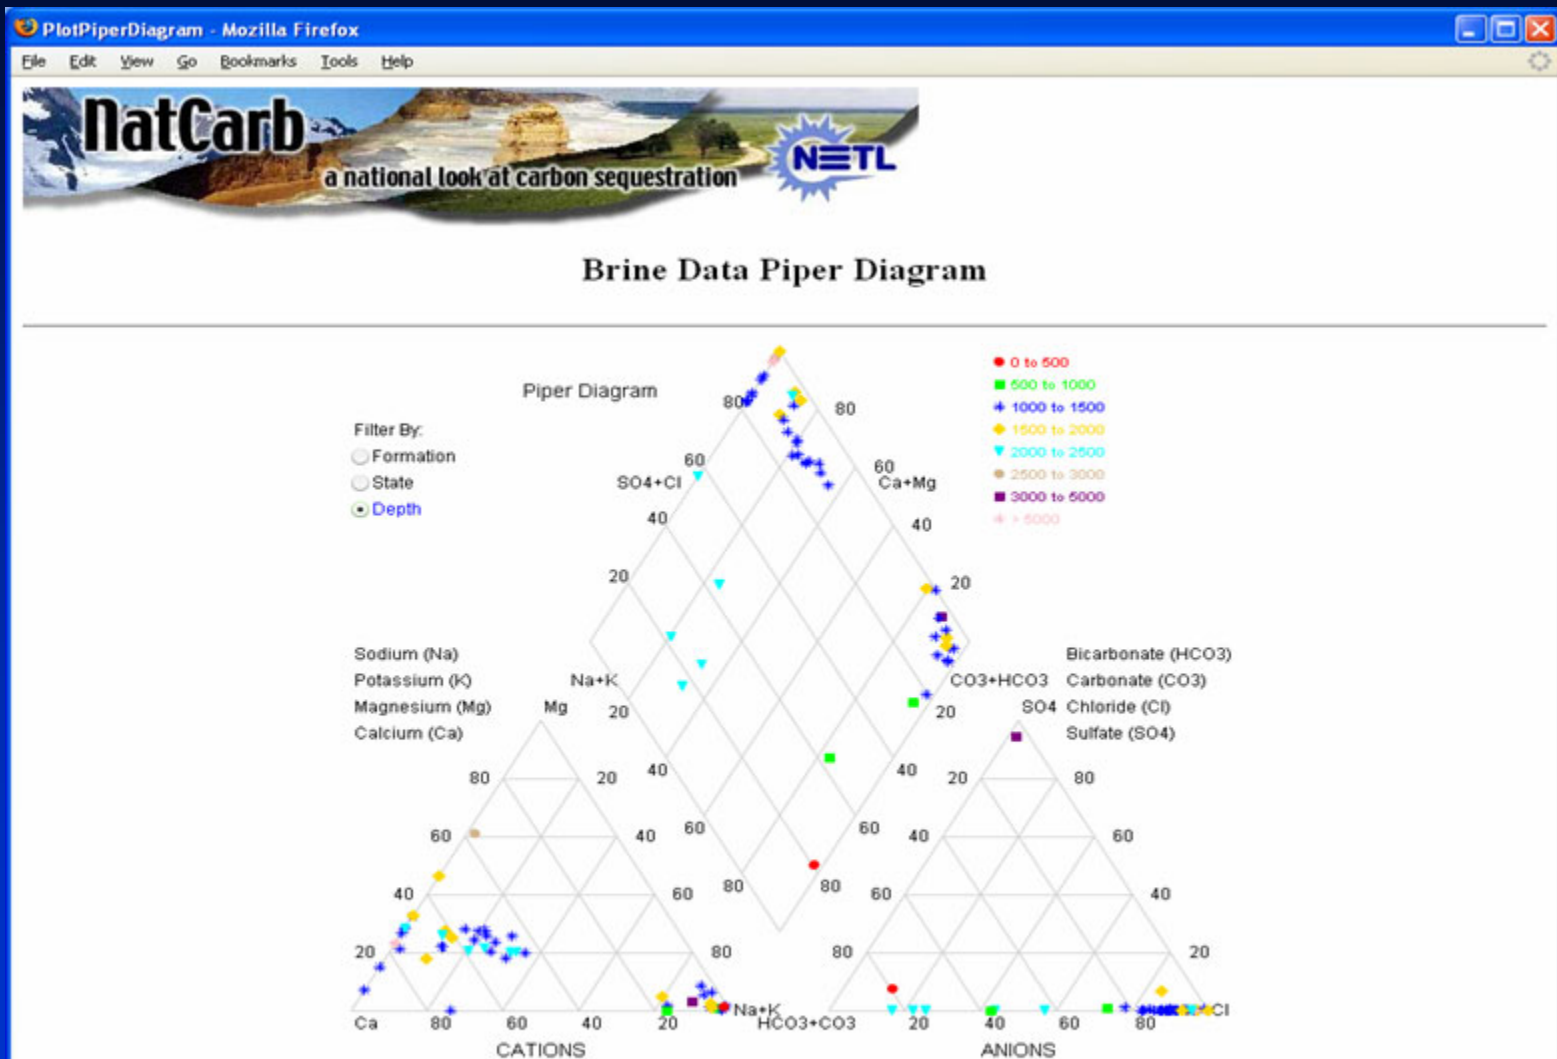 PlotPiperDiagram - Mozilla Firefox
File Edit View Go Bookmarks Tools Help
NatCarb
a national look at carbon sequestration
NETL
Brine Data Piper Diagram
Piper Diagram
Filter By:
Formation
State
Depth
0 to 500
500 to 1000
1000 to 1500
1500 to 2000
2000 to 2500
2500 to 3000
3000 to 5000
> 5000
80 80
60 60
SO4+Cl Ca+Mg
40 40
20 20
Sodium (Na)
Potassium (K)
Magnesium (Mg)
Calcium (Ca)
Bicarbonate (HCO3)
Carbonate (CO3)
Chloride (Cl)
Sulfate (SO4)
Na+K CO3+HCO3
20 20
40 40
60 60
80 80
Mg SO4
80 20 20 80
60 40 40 60
40 60 60 40
20 80 80 20
Ca 80 60 40 20 Na+K
HCO3+CO3 20 40 60 80 Cl
CATIONS ANIONS